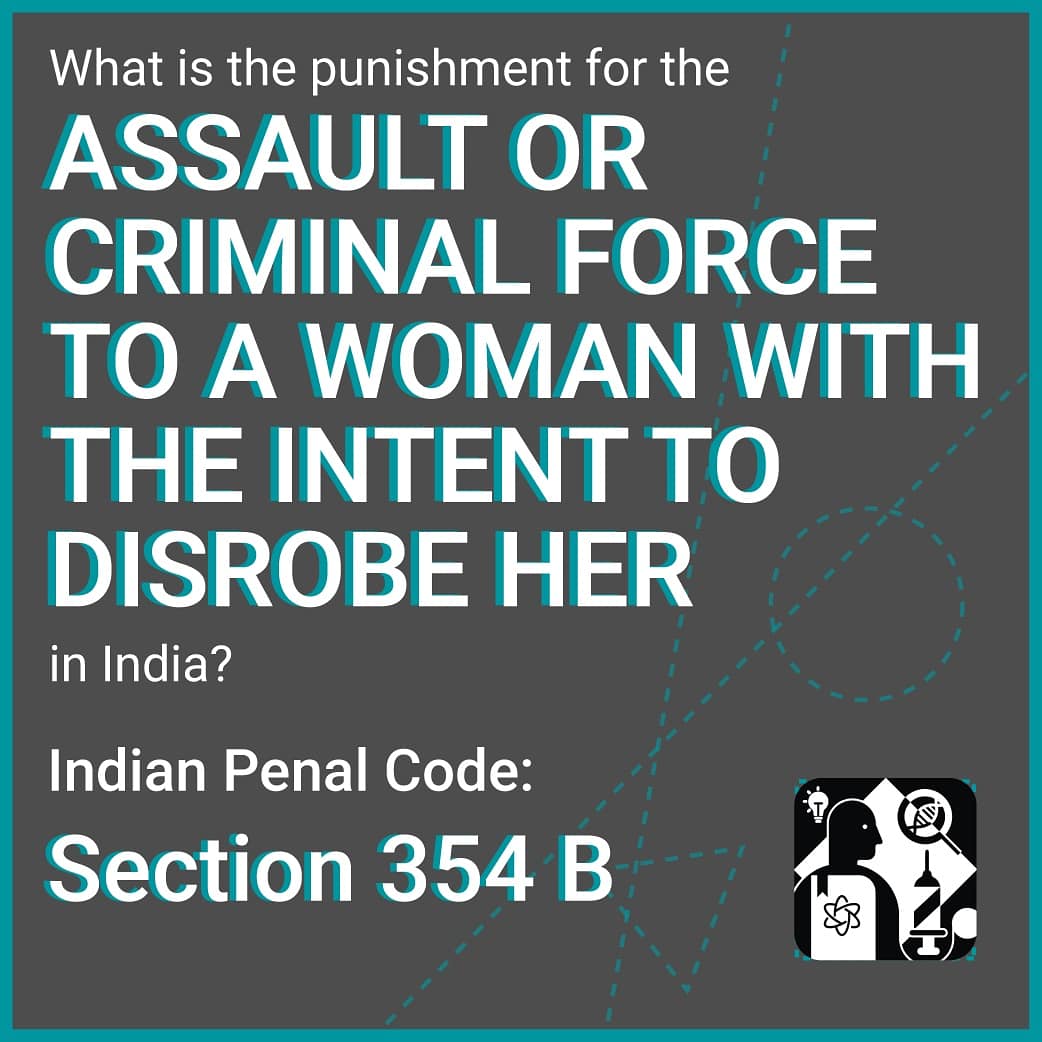 What is the punishment for the
ASSAULT OR
CRIMINAL FORCE
TO A WOMAN WITH
THE INTENT TO
DISROBE HER
in India?
Indian Penal Code:
Section 354 B